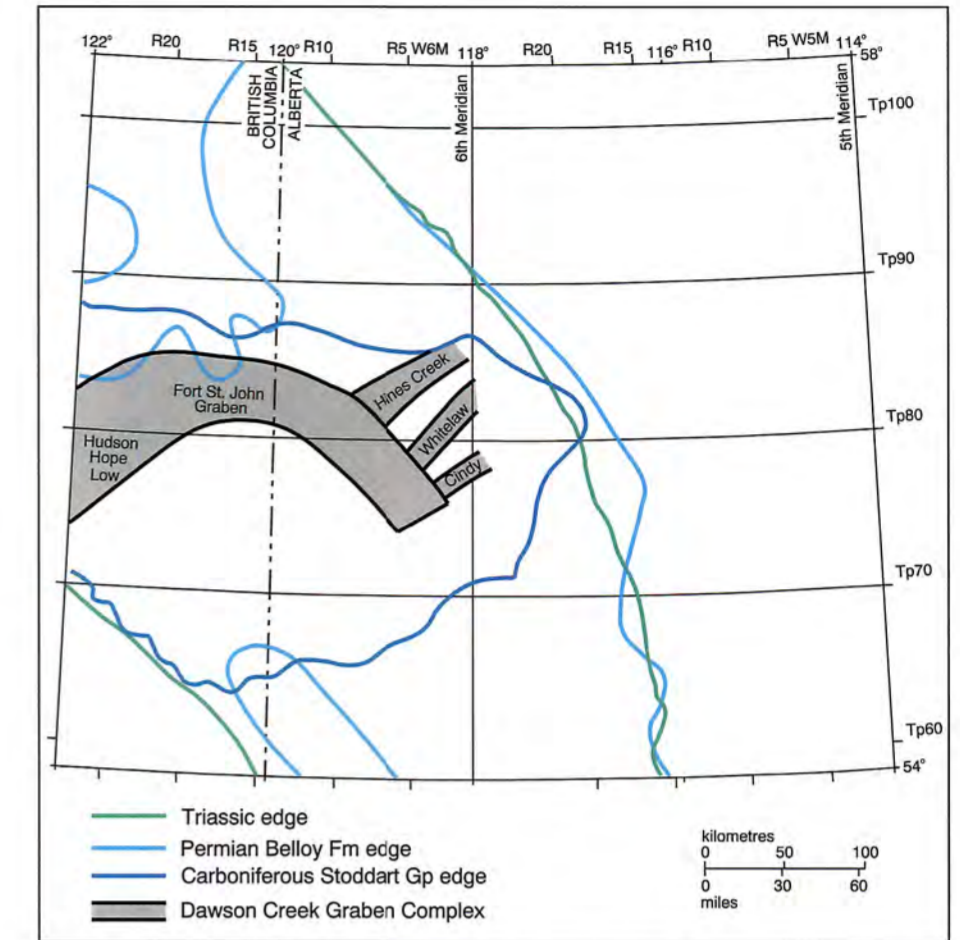 122° R20 R15 120° R10 R5 W6M 118° R20 R15 116° R10 R5 W5M 114°
58°
BRITISH
COLUMBIA
ALBERTA
6th Meridian
5th Meridian
Tp100
Tp90
Tp80
Tp70
Tp60
54°
Hines Creek
Fort St. John
Graben
Whitelaw
Hudson
Hope
Low
Cindy
Triassic edge
Permian Belloy Fm edge
Carboniferous Stoddart Gp edge
Dawson Creek Graben Complex
kilometres
0 50 100
0 30 60
miles